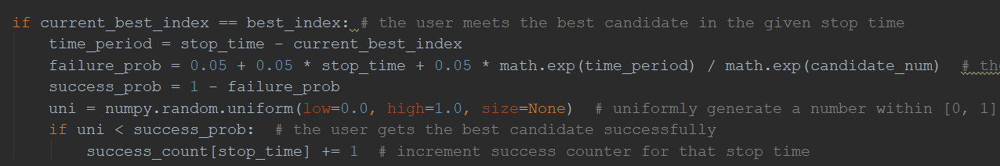 if current_best_index == best_index: # the user meets the best candidate in the given stop time
    time_period = stop_time - current_best_index
    failure_prob = 0.05 + 0.05 * stop_time + 0.05 * math.exp(time_period) / math.exp(candidate_num)  #
    success_prob = 1 - failure_prob
    uni = numpy.random.uniform(low=0.0, high=1.0, size=None)  # uniformly generate a number within [0, 1]
    if uni < success_prob:  # the user gets the best candidate successfully
        success_count[stop_time] += 1  # increment success counter for that stop time